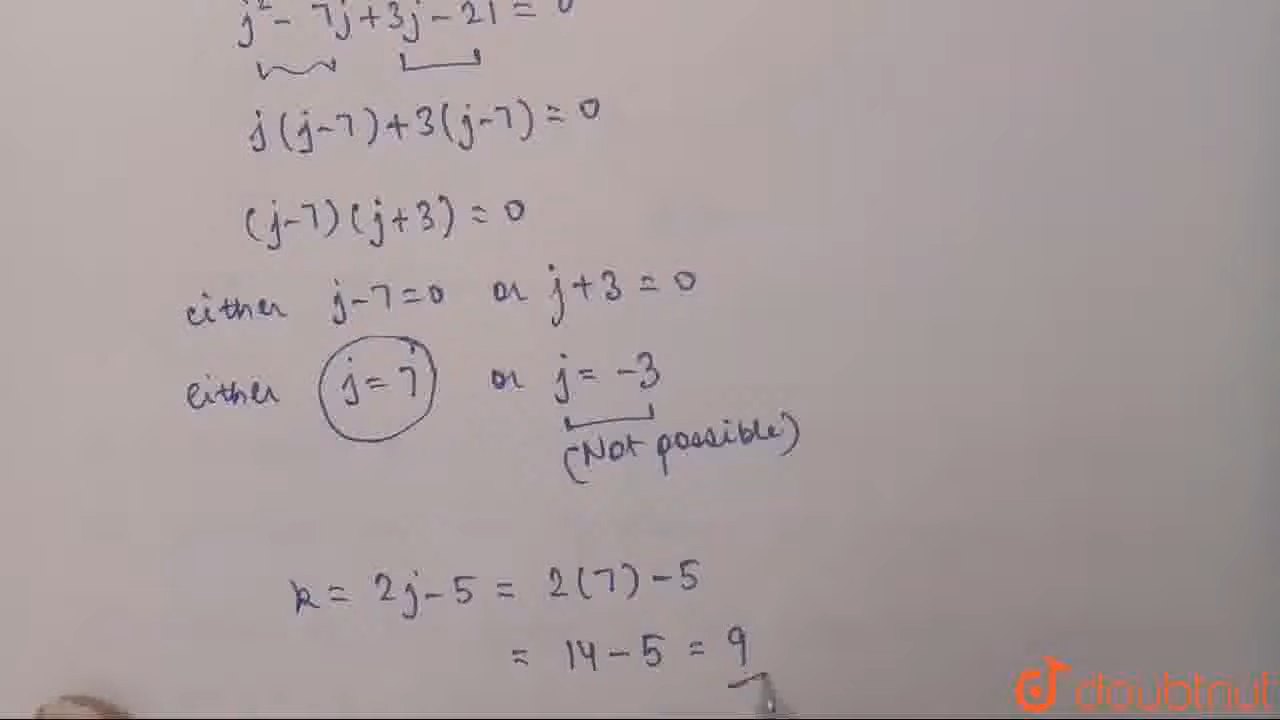 j² - 7j + 3j - 21 = 0
j(j-7) + 3(j-7) = 0
(j-7)(j+3) = 0
either j-7=0 or j+3=0
either j=7 or j= -3
(Not possible)
k = 2j-5 = 2(7) - 5
= 14 - 5 = 9
doubtnut